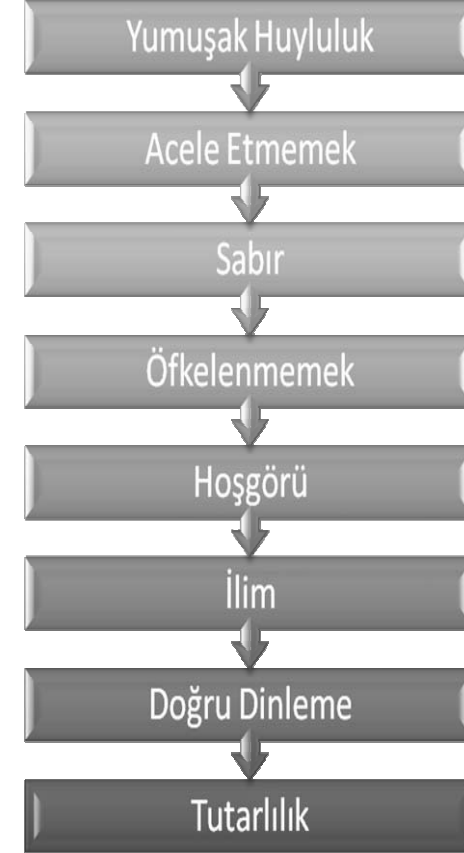 Yumuşak Huyluluk
Acele Etmemek
Sabır
Öfkelenmemek
Hoşgörü
İlim
Doğru Dinleme
Tutarlılık